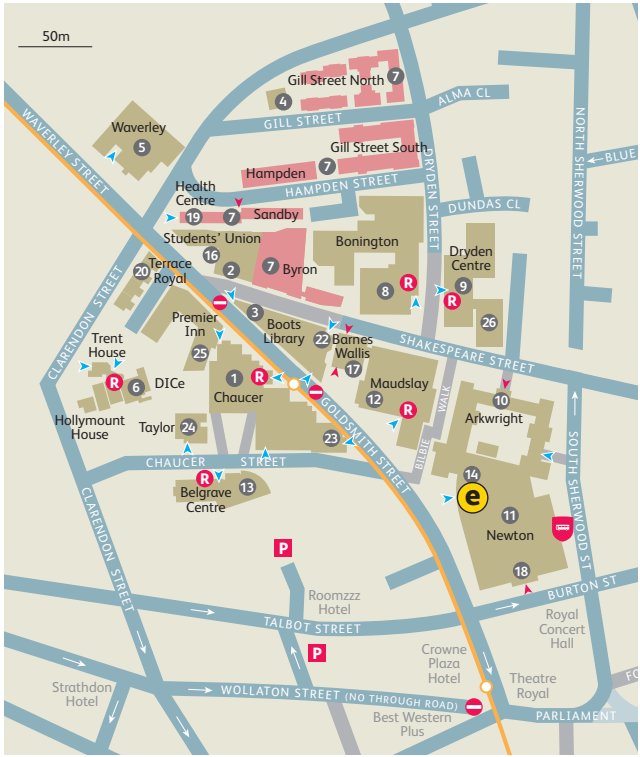 50m
Gill Street North
7
4
ALMA CL
GILL STREET
WAVERLEY STREET
Waverley
5
Gill Street South
7
Hampden
HAMPDEN STREET
DRYDEN STREET
NORTH SHERWOOD STREET
BLUE
Health
Centre
19
7
Sandby
DUNDAS CL
Students' Union
16
2
7
Byron
Bonington
8
R
Dryden
Centre
9
R
26
20
Terrace
Royal
CLARENDON STREET
Premier
Inn
25
3
Boots
Library
22
Barnes
Wallis
17
SHAKESPEARE STREET
Trent
House
R
6
DICe
Hollymount
House
1
R
Chaucer
Maudslay
12
R
BILBIE WALK
10
Arkwright
Taylor
24
23
GOLDSMITH STREET
CHAUCER STREET
R
Belgrave
Centre
13
14
e
11
Newton
18
SOUTH SHERWOOD ST
CLARENDON STREET
P
Roomzzz
Hotel
TALBOT STREET
BURTON ST
Royal
Concert
Hall
P
Crowne
Plaza
Hotel
Theatre
Royal
FO
Strathdon
Hotel
WOLLATON STREET (NO THROUGH ROAD)
Best Western
Plus
PARLIAMENT